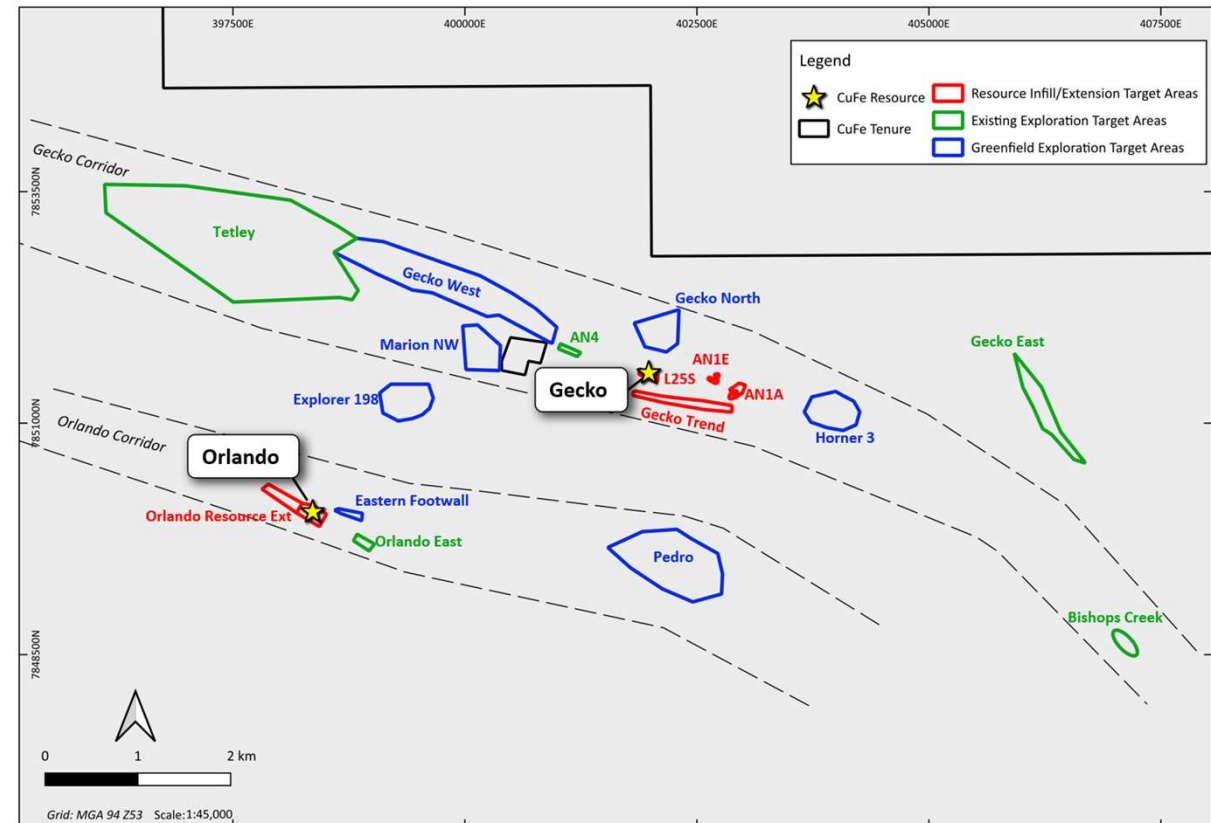 397500E
400000E
402500E
405000E
407500E
Legend
CuFe Resource
CuFe Tenure
Resource Infill/Extension Target Areas
Existing Exploration Target Areas
Greenfield Exploration Target Areas
Gecko Corridor
7853500N
7853500N
Tetley
Gecko West
Gecko North
Marion NW
AN4
AN1E
Gecko East
Gecko
L25S
AN1A
Explorer 198
Gecko Trend
Horner 3
7851000N
7851000N
Orlando Corridor
Orlando
Eastern Footwall
Orlando Resource Ext
Orlando East
Pedro
Bishops Creek
7848500N
7848500N
0 1 2 km
Grid: MGA 94 Z53 Scale:1:45,000